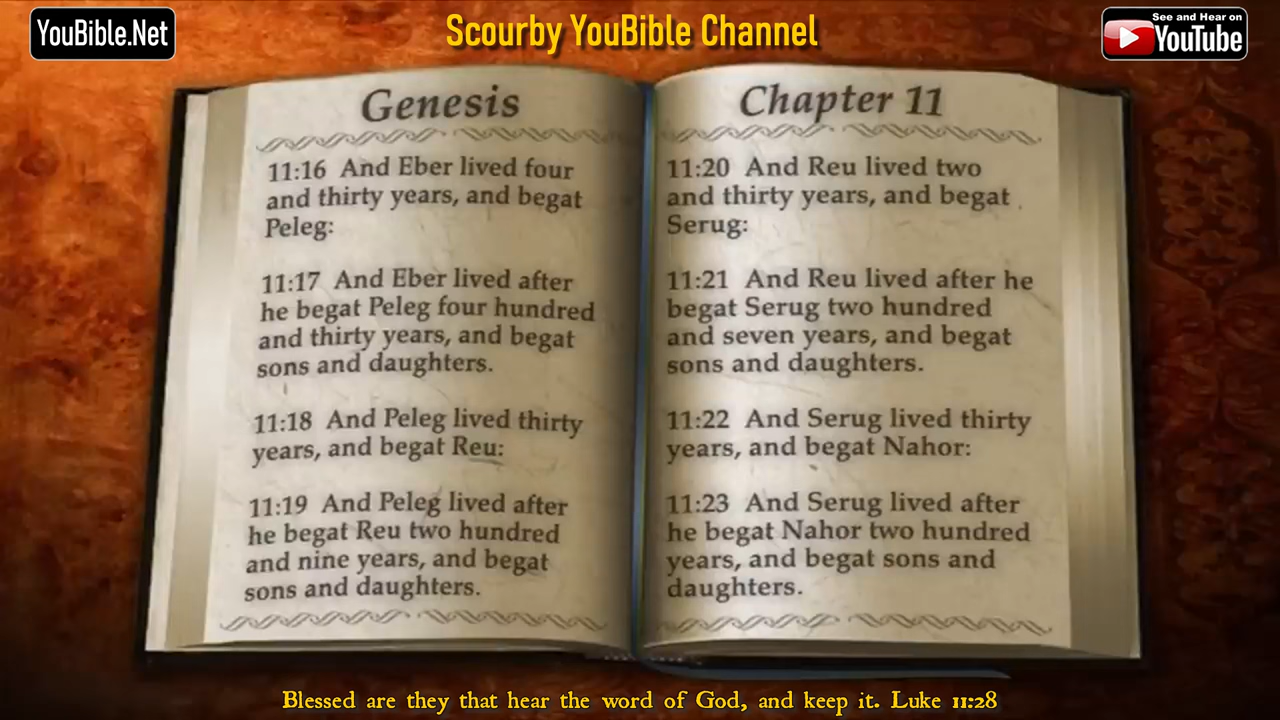 YouBible.Net
Scourby YouBible Channel
See and Hear on
YouTube
Genesis
11:16 And Eber lived four
and thirty years, and begat
Peleg:
11:17 And Eber lived after
he begat Peleg four hundred
and thirty years, and begat
sons and daughters.
11:18 And Peleg lived thirty
years, and begat Reu:
11:19 And Peleg lived after
he begat Reu two hundred
and nine years, and begat
sons and daughters.
Chapter 11
11:20 And Reu lived two
and thirty years, and begat
Serug:
11:21 And Reu lived after he
begat Serug two hundred
and seven years, and begat
sons and daughters.
11:22 And Serug lived thirty
years, and begat Nahor:
11:23 And Serug lived after
he begat Nahor two hundred
years, and begat sons and
daughters.
Blessed are they that hear the word of God, and keep it. Luke 11:28